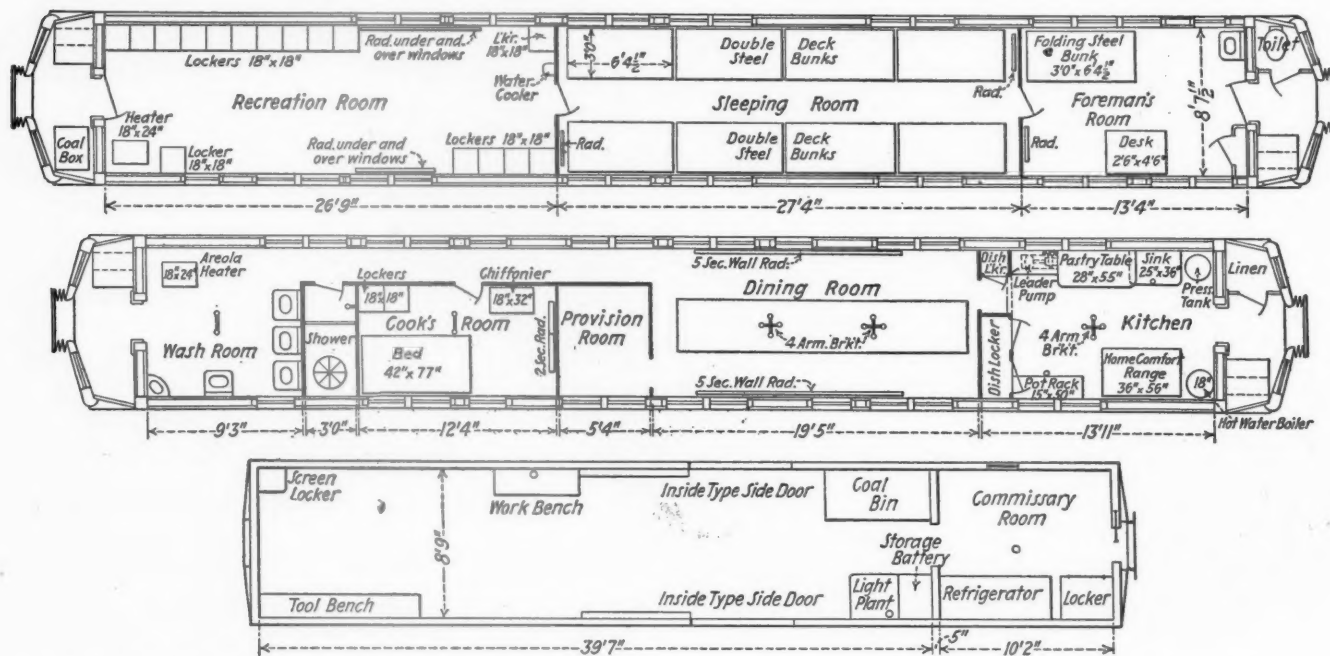 Lockers 18"x18"
Rad. under and
over windows
L'kr.
18"x18"
Water
Cooler
3'0"
6'4½"
Double
Steel
Deck
Bunks
Rad.
Folding Steel
Bunk
3'0"x 6'4½"
Toilet
8'7½"
Recreation Room
Sleeping Room
Foreman's
Room
Coal
Box
Heater
18"x24"
Locker
18"x18"
Rad. under and
over windows
Lockers 18"x18"
Rad.
Double
Steel
Deck
Bunks
Rad.
Desk
2'6"x4'6"
26'9"
27'4"
13'4"
18"x24"
Areola
Heater
Lockers
18"x18"
Chiffonier
18"x32"
5 Sec. Wall Rad.
Dining Room
Dish
L'kr.
Leader
Pump
Pastry Table
28"x55"
Sink
25"x36"
Press.
Tank
Linen
Wash Room
Shower
Cook's Room
Bed
42"x 77"
2 Sec. Rad.
Provision
Room
4 Arm. Br'k't.
5 Sec. Wall Rad.
Dish Locker
4 Arm
Br'k't.
Kitchen
Pot Rack
15"x50"
Home Comfort
Range
36"x 56"
18"
Hot Water Boiler
9'3"
3'0"
12'4"
5'4"
19'5"
13'11"
Screen
Locker
Work Bench
Inside Type Side Door
Coal
Bin
Commissary
Room
8'9"
Storage
Battery
Tool Bench
Inside Type Side Door
Light
Plant
Refrigerator
Locker
39'7"
5"
10'2"